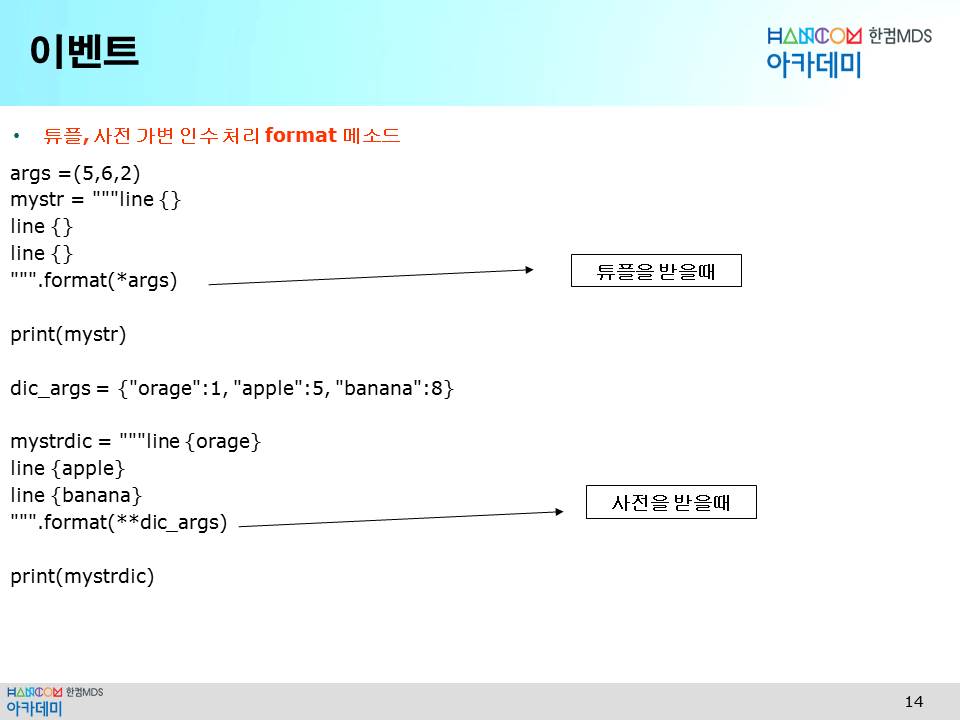 이벤트
HANCOM 한컴MDS
아카데미
• 튜플, 사전 가변 인수 처리 format 메소드
args =(5,6,2)
mystr = """line {}
line {}
line {}
""".format(*args)
튜플을 받을때
print(mystr)
dic_args = {"orage":1, "apple":5, "banana":8}
mystrdic = """line {orage}
line {apple}
line {banana}
""".format(**dic_args)
사전을 받을때
print(mystrdic)
HANCOM 한컴MDS
아카데미
14